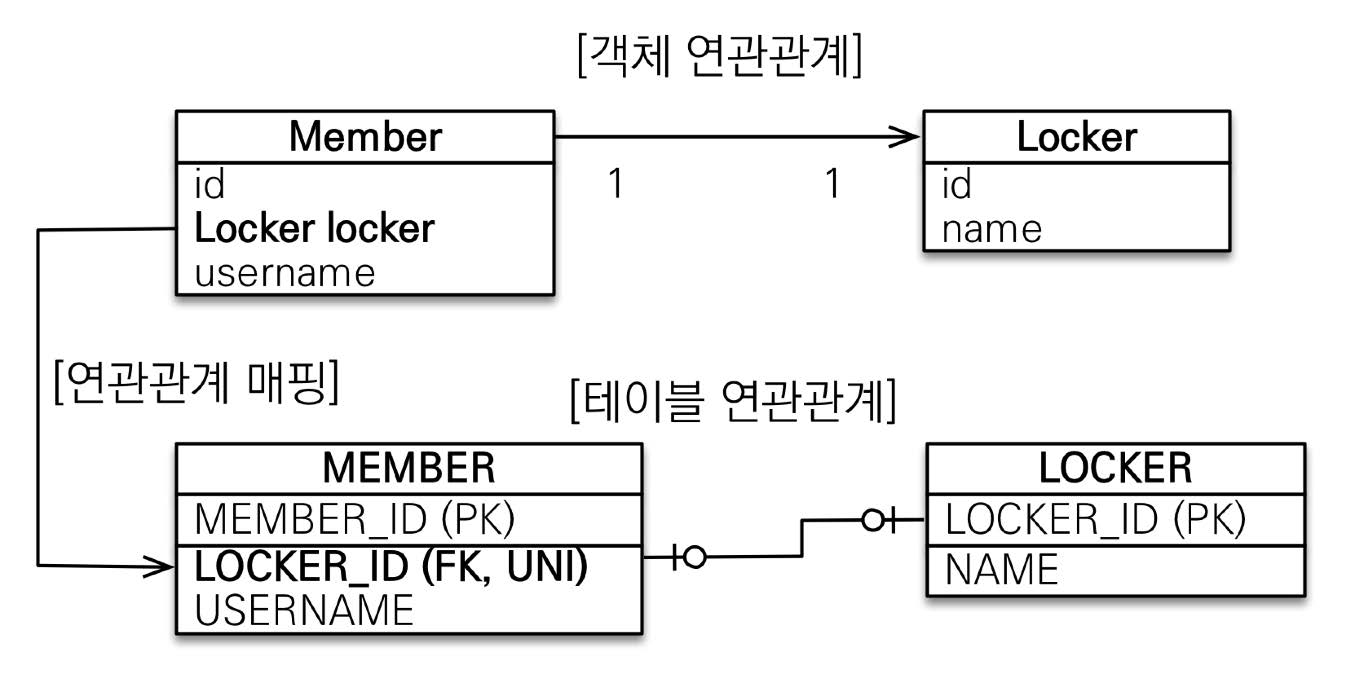 [객체 연관관계]
Member
id
Locker locker
username
1
1
Locker
id
name
[연관관계 매핑]
[테이블 연관관계]
MEMBER
MEMBER_ID (PK)
LOCKER_ID (FK, UNI)
USERNAME
LOCKER
LOCKER_ID (PK)
NAME